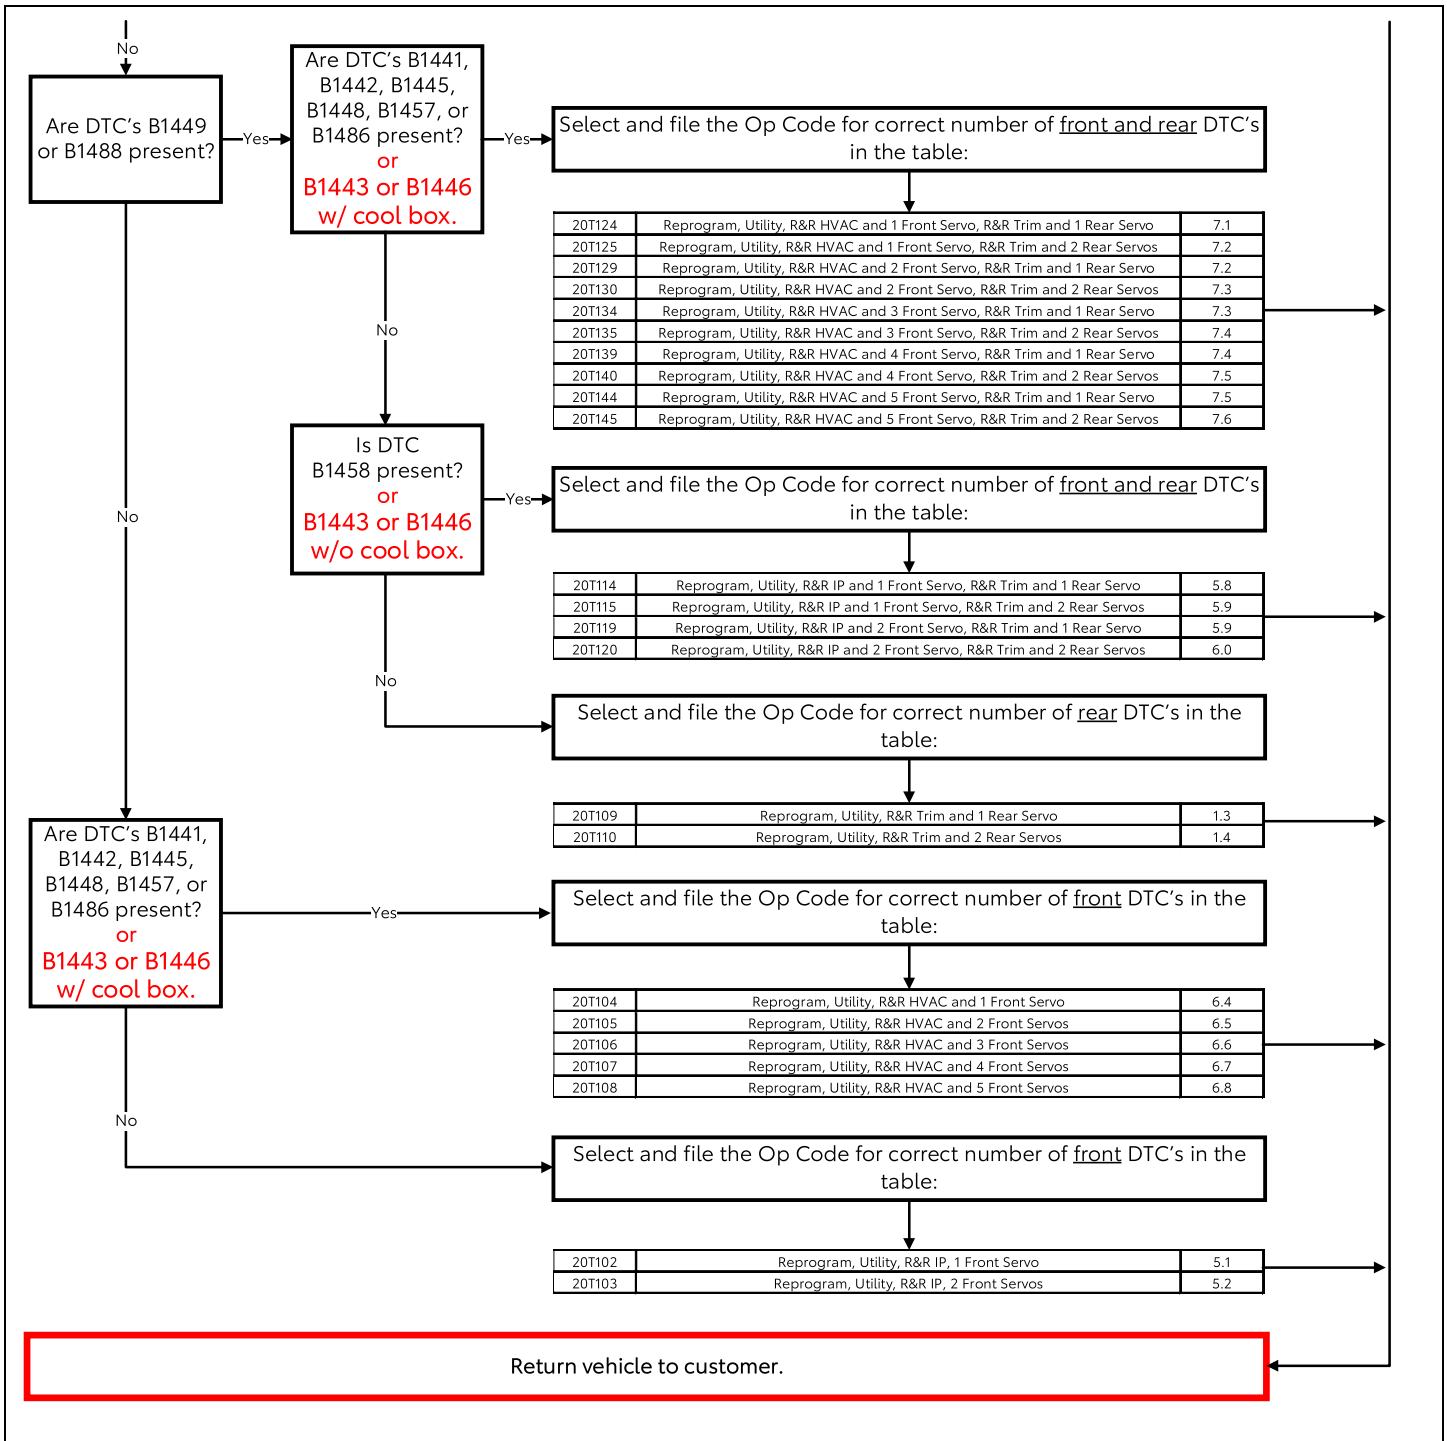 No
Are DTC’s B1449
or B1488 present?
Yes
Are DTC’s B1441,
B1442, B1445,
B1448, B1457, or
B1486 present?
or
B1443 or B1446
w/ cool box.
Yes
Select and file the Op Code for correct number of front and rear DTC’s
in the table:
20T124 Reprogram, Utility, R&R HVAC and 1 Front Servo, R&R Trim and 1 Rear Servo 7.1
20T125 Reprogram, Utility, R&R HVAC and 1 Front Servo, R&R Trim and 2 Rear Servos 7.2
20T129 Reprogram, Utility, R&R HVAC and 2 Front Servo, R&R Trim and 1 Rear Servo 7.2
20T130 Reprogram, Utility, R&R HVAC and 2 Front Servo, R&R Trim and 2 Rear Servos 7.3
20T134 Reprogram, Utility, R&R HVAC and 3 Front Servo, R&R Trim and 1 Rear Servo 7.3
20T135 Reprogram, Utility, R&R HVAC and 3 Front Servo, R&R Trim and 2 Rear Servos 7.4
20T139 Reprogram, Utility, R&R HVAC and 4 Front Servo, R&R Trim and 1 Rear Servo 7.4
20T140 Reprogram, Utility, R&R HVAC and 4 Front Servo, R&R Trim and 2 Rear Servos 7.5
20T144 Reprogram, Utility, R&R HVAC and 5 Front Servo, R&R Trim and 1 Rear Servo 7.5
20T145 Reprogram, Utility, R&R HVAC and 5 Front Servo, R&R Trim and 2 Rear Servos 7.6
No
Is DTC
B1458 present?
or
B1443 or B1446
w/o cool box.
Yes
Select and file the Op Code for correct number of front and rear DTC’s
in the table:
20T114 Reprogram, Utility, R&R IP and 1 Front Servo, R&R Trim and 1 Rear Servo 5.8
20T115 Reprogram, Utility, R&R IP and 1 Front Servo, R&R Trim and 2 Rear Servos 5.9
20T119 Reprogram, Utility, R&R IP and 2 Front Servo, R&R Trim and 1 Rear Servo 5.9
20T120 Reprogram, Utility, R&R IP and 2 Front Servo, R&R Trim and 2 Rear Servos 6.0
No
Select and file the Op Code for correct number of rear DTC’s in the
table:
20T109 Reprogram, Utility, R&R Trim and 1 Rear Servo 1.3
20T110 Reprogram, Utility, R&R Trim and 2 Rear Servos 1.4
No
Are DTC’s B1441,
B1442, B1445,
B1448, B1457, or
B1486 present?
or
B1443 or B1446
w/ cool box.
Yes
Select and file the Op Code for correct number of front DTC’s in the
table:
20T104 Reprogram, Utility, R&R HVAC and 1 Front Servo 6.4
20T105 Reprogram, Utility, R&R HVAC and 2 Front Servos 6.5
20T106 Reprogram, Utility, R&R HVAC and 3 Front Servos 6.6
20T107 Reprogram, Utility, R&R HVAC and 4 Front Servos 6.7
20T108 Reprogram, Utility, R&R HVAC and 5 Front Servos 6.8
No
Select and file the Op Code for correct number of front DTC’s in the
table:
20T102 Reprogram, Utility, R&R IP, 1 Front Servo 5.1
20T103 Reprogram, Utility, R&R IP, 2 Front Servos 5.2
Return vehicle to customer.